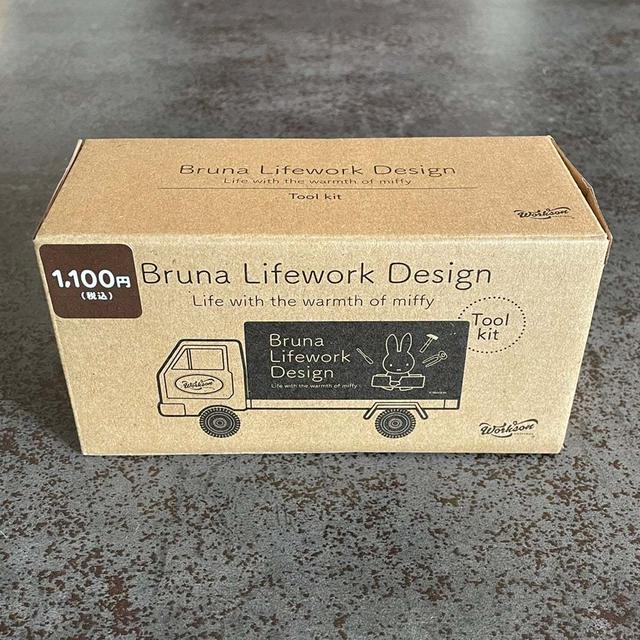 Bruna Lifework Design
Life with the warmth of miffy
Tool kit
Workson
1,100円
(税込)
Bruna Lifework Design
Life with the warmth of miffy
Tool
kit
Bruna
Lifework
Design
Life with the warmth of miffy
Workson
Workson